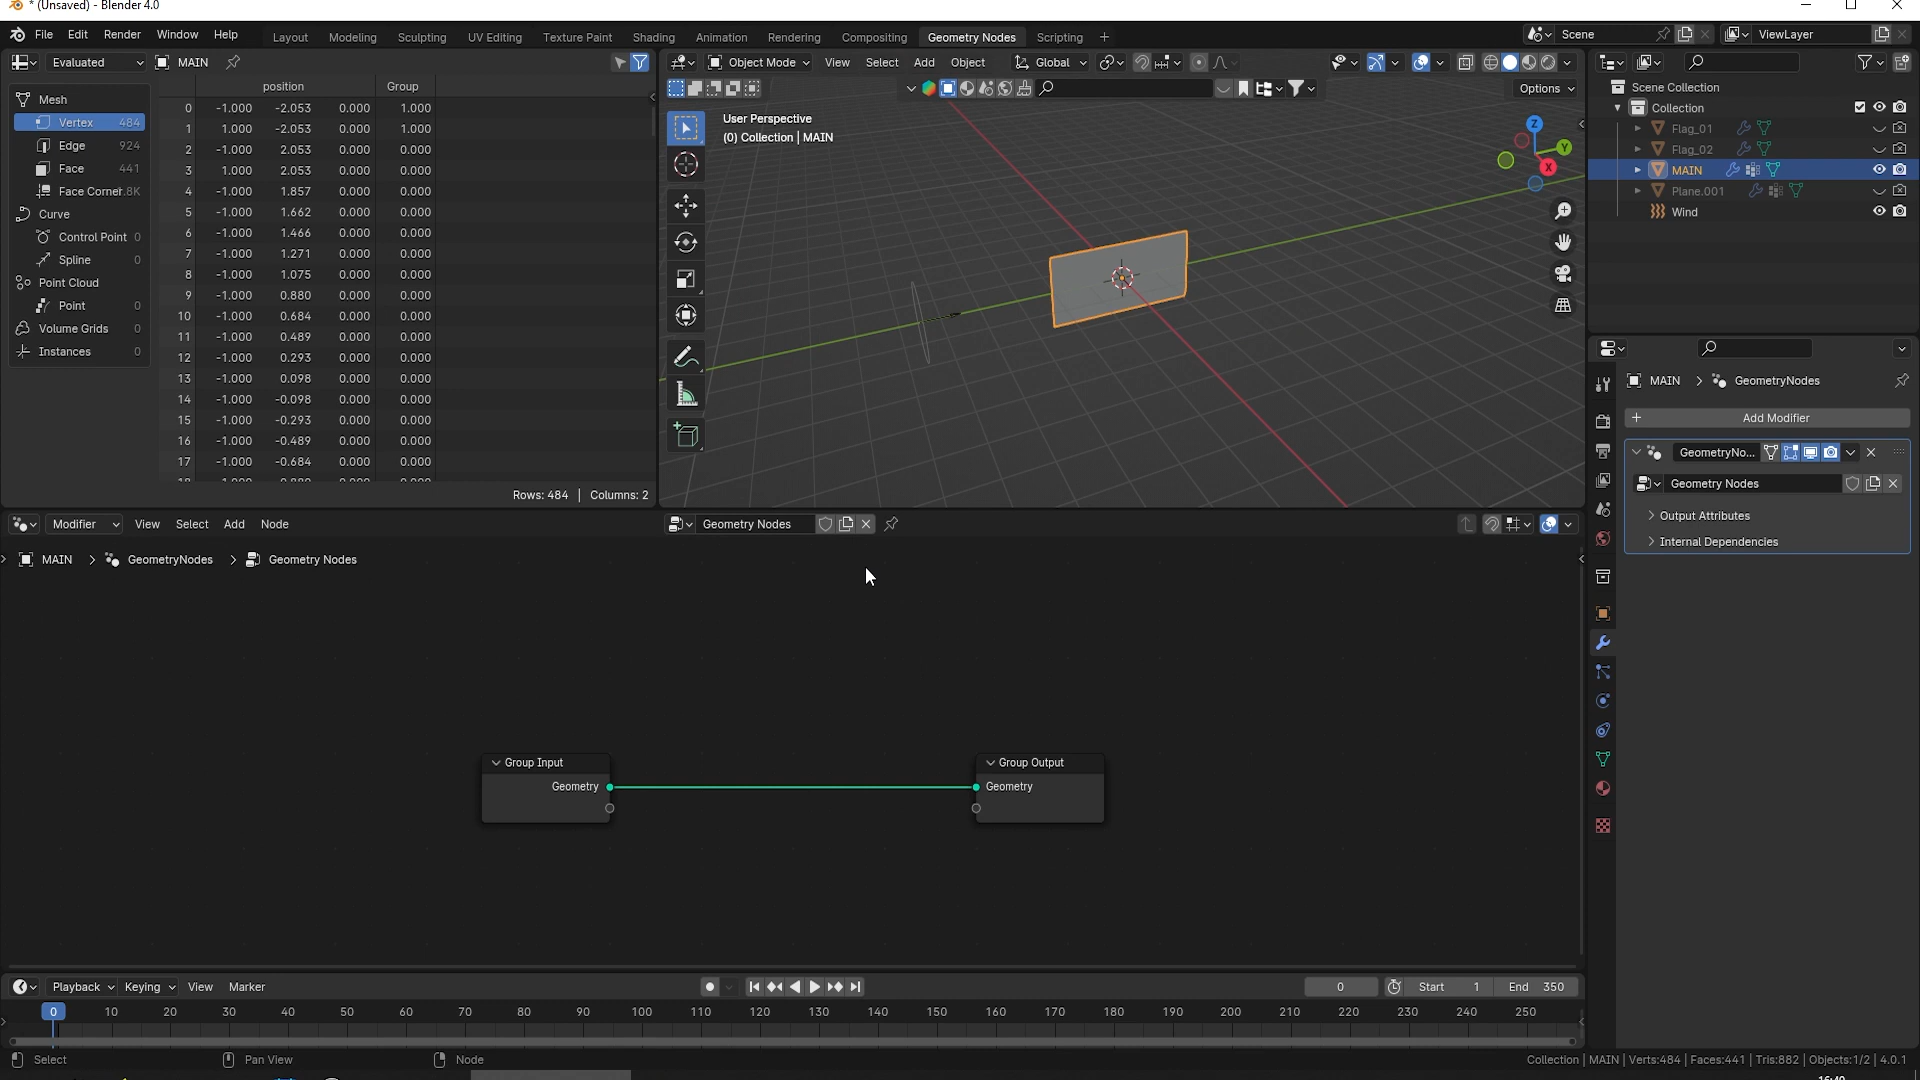 * (Unsaved) - Blender 4.0
File Edit Render Window Help
Layout Modeling Sculpting UV Editing Texture Paint Shading Animation Rendering Compositing Geometry Nodes Scripting +
Scene
ViewLayer
Evaluated MAIN
position Group
Mesh
Vertex 484
Edge 924
Face 441
Face Corner .8K
Curve
Control Point 0
Spline 0
Point Cloud
Point 0
Volume Grids 0
Instances 0
0 -1.000 -2.053 0.000 1.000
1 1.000 -2.053 0.000 1.000
2 -1.000 2.053 0.000 0.000
3 1.000 2.053 0.000 0.000
4 -1.000 1.857 0.000 0.000
5 -1.000 1.662 0.000 0.000
6 -1.000 1.466 0.000 0.000
7 -1.000 1.271 0.000 0.000
8 -1.000 1.075 0.000 0.000
9 -1.000 0.880 0.000 0.000
10 -1.000 0.684 0.000 0.000
11 -1.000 0.489 0.000 0.000
12 -1.000 0.293 0.000 0.000
13 -1.000 0.098 0.000 0.000
14 -1.000 -0.098 0.000 0.000
15 -1.000 -0.293 0.000 0.000
16 -1.000 -0.489 0.000 0.000
17 -1.000 -0.684 0.000 0.000
Rows: 484 | Columns: 2
Object Mode View Select Add Object Global
Options
User Perspective
(0) Collection | MAIN
Z
Y
X
Scene Collection
Collection
Flag_01
Flag_02
MAIN
Plane.001
Wind
MAIN > GeometryNodes
+ Add Modifier
GeometryNo...
Geometry Nodes
> Output Attributes
> Internal Dependencies
Modifier View Select Add Node
Geometry Nodes
MAIN > GeometryNodes > Geometry Nodes
Group Input
Geometry
Group Output
Geometry
Playback Keying View Marker
0
Start 1
End 350
0 10 20 30 40 50 60 70 80 90 100 110 120 130 140 150 160 170 180 190 200 210 220 230 240 250
Select
Pan View
Node
Collection | MAIN | Verts:484 | Faces:441 | Tris:882 | Objects:1/2 | 4.0.1